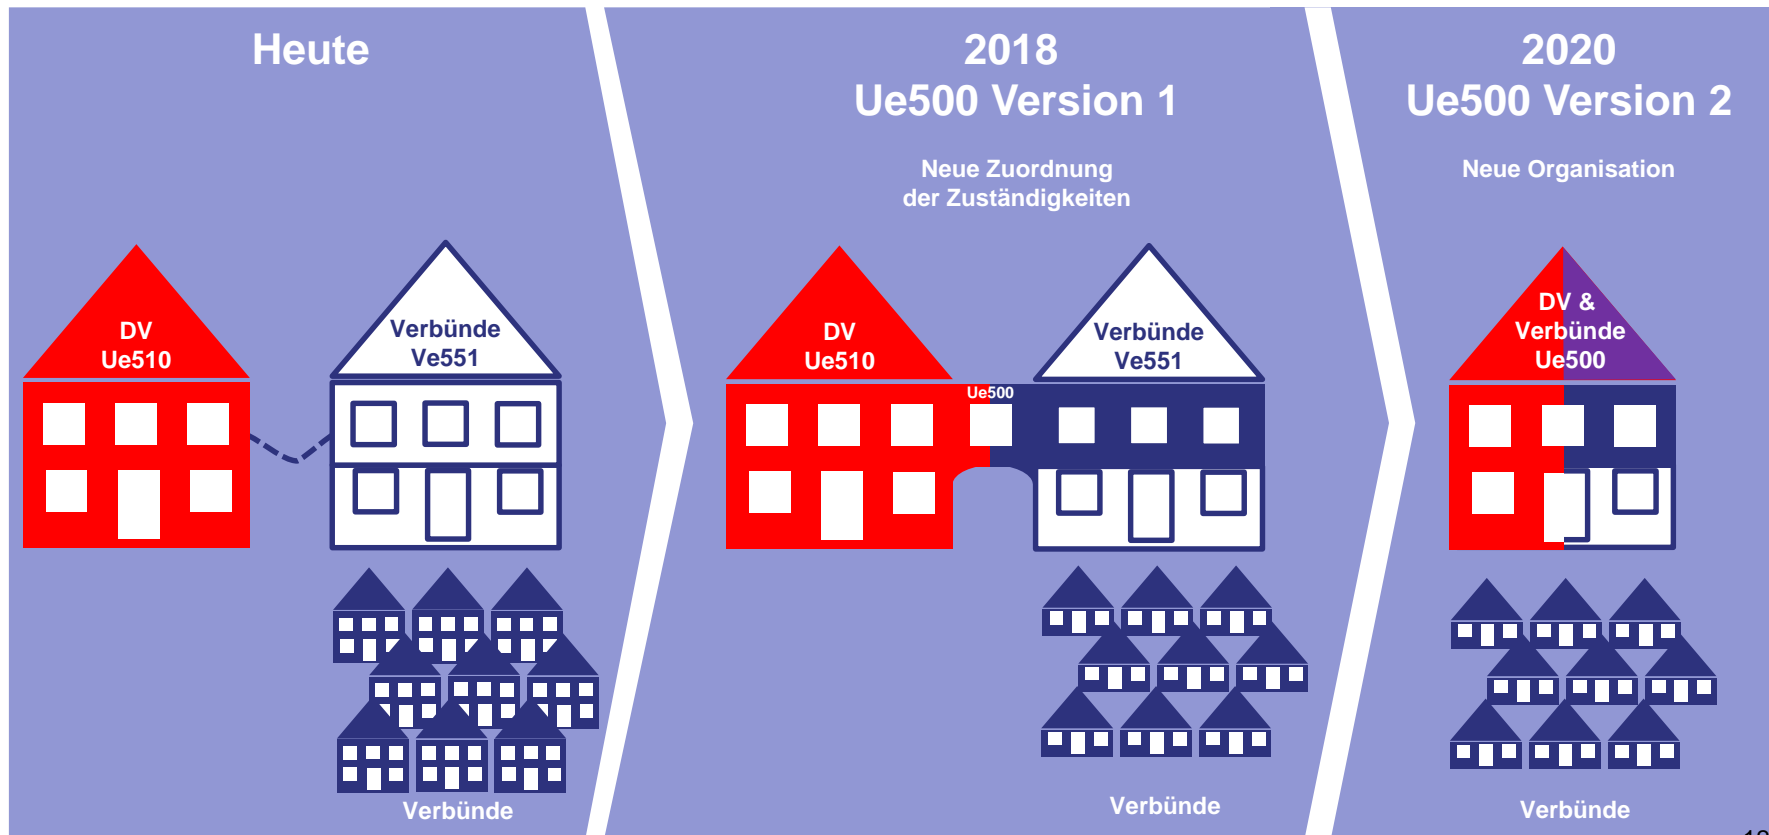 Heute
DV
Ue510
Verbünde
Ve551
Verbünde
2018
Ue500 Version 1
Neue Zuordnung
der Zuständigkeiten
DV
Ue510
Ue500
Verbünde
Ve551
Verbünde
2020
Ue500 Version 2
Neue Organisation
DV &
Verbünde
Ue500
Verbünde